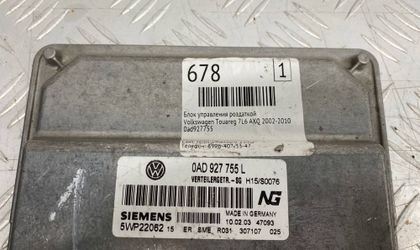 678
1
Блок управления роздаткой
Volkswagen Touareg 7L6 AXQ 2002-2010
0ad927755
0AD 927 755 L
VERTEILERGETR.-SG H15/S0076
NG
SIEMENS
MADE IN GERMANY
5WP22062 15
10.02.03 47093
ER SME R031 307107 025